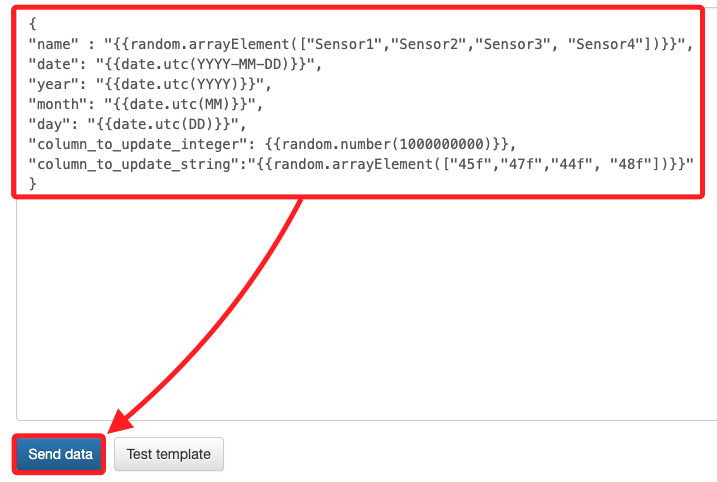 {
"name" : "{{random.arrayElement(["Sensor1","Sensor2","Sensor3", "Sensor4"])}}",
"date": "{{date.utc(YYYY-MM-DD)}}",
"year": "{{date.utc(YYYY)}}",
"month": "{{date.utc(MM)}}",
"day": "{{date.utc(DD)}}",
"column_to_update_integer": {{random.number(1000000000)}},
"column_to_update_string":"{{random.arrayElement(["45f","47f","44f", "48f"])}}"
}
Send data
Test template